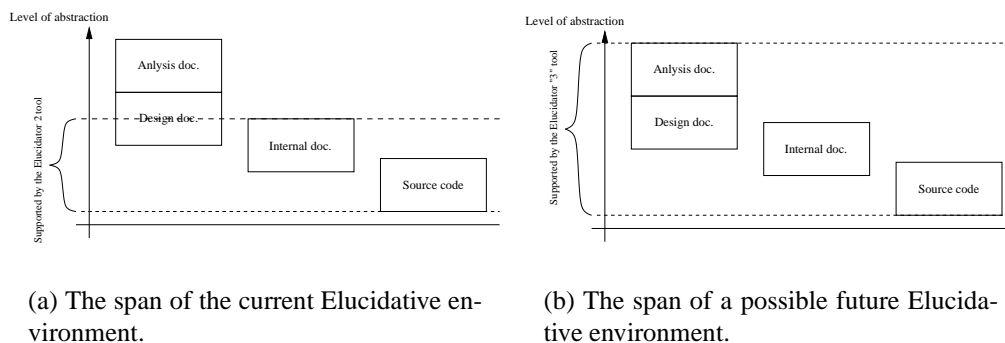 Level of abstraction
Anlysis doc.
Design doc.
Internal doc.
Source code
Supported by the Elucidator 2 tool
(a) The span of the current Elucidative en-
vironment.
Level of abstraction
Anlysis doc.
Design doc.
Internal doc.
Source code
Supported by the Elucidator "3" tool
(b) The span of a possible future Elucida-
tive environment.